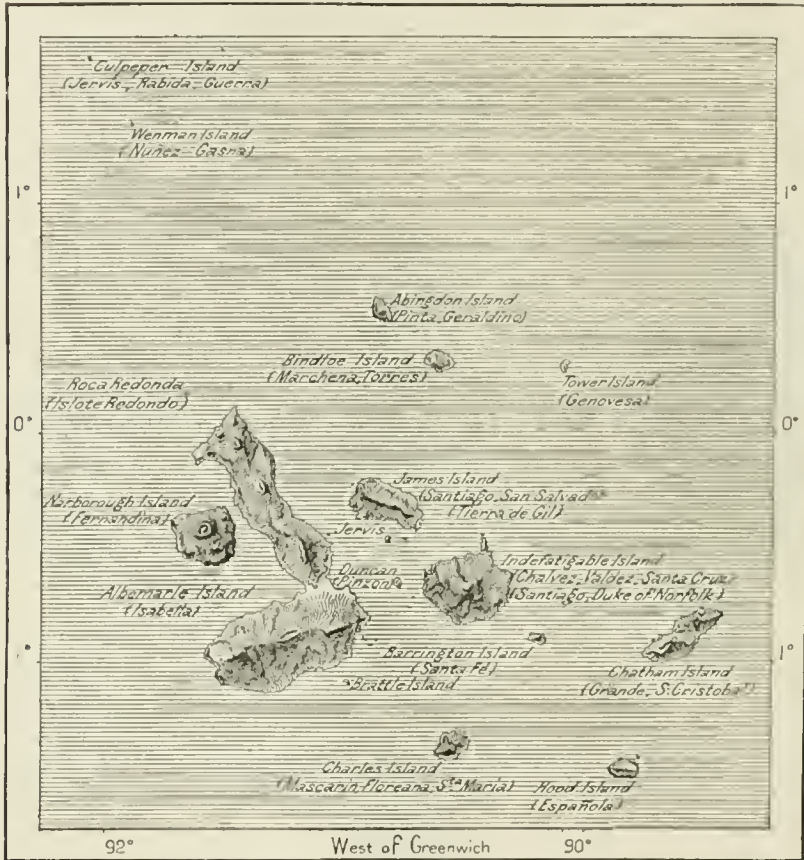 Culpeper Island
(Jervis, Rabida, Guerra)
Wenman Island
(Nuñez-Gasna)
1° 1°
Abingdon Island
(Pinta, Geraldino)
Bindloe Island
(Marchena, Torres)
Tower Island
(Genovesa)
Roca Redonda
(Islote Redondo)
0° 0°
James Island
(Santiago, San Salvad
(Tierra de Gil)
Narborough Island
(Fernandina)
Jervis
Indefatigable Island
(Chalvez, Valdez, Santa Cruz)
(Santiago, Duke of Norfolk)
Duncan
(Pinzon)
Albemarle Island
(Isabella)
Barrington Island
(Santa Fé)
Brattle Island
1° 1°
Chatham Island
(Grande, S. Cristobal)
Charles Island
(Mascarin, Floreana, Sta Maria)
Hood Island
(Española)
92° West of Greenwich 90°